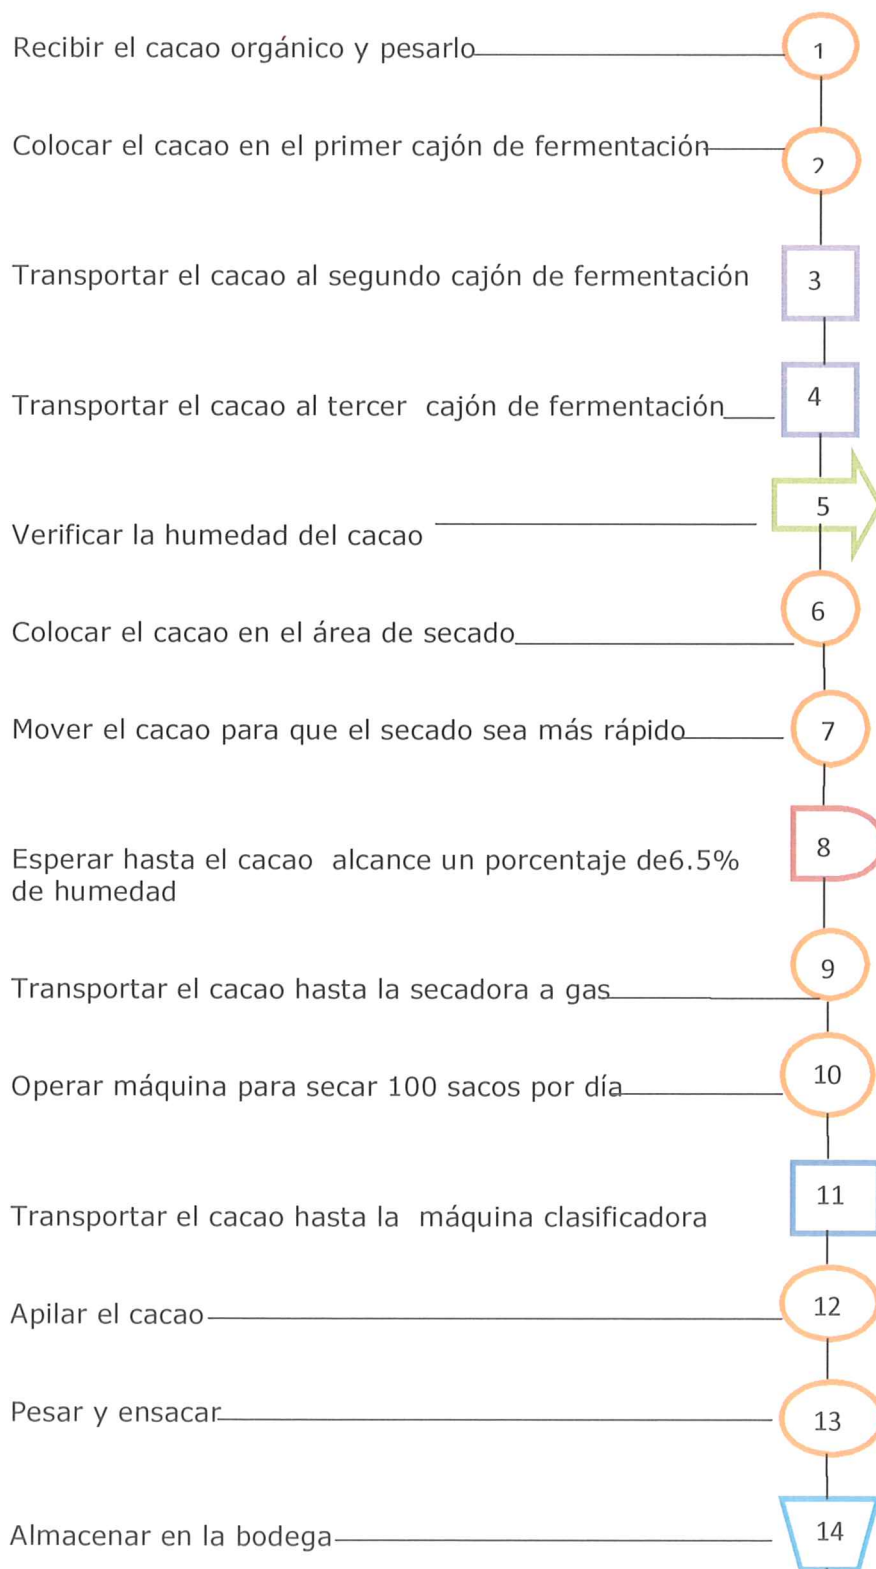 Recibir el cacao orgánico y pesarlo 1
Colocar el cacao en el primer cajón de fermentación 2
Transportar el cacao al segundo cajón de fermentación 3
Transportar el cacao al tercer cajón de fermentación 4
Verificar la humedad del cacao 5
Colocar el cacao en el área de secado 6
Mover el cacao para que el secado sea más rápido 7
Esperar hasta el cacao alcance un porcentaje de6.5% 8
de humedad
Transportar el cacao hasta la secadora a gas 9
Operar máquina para secar 100 sacos por día 10
Transportar el cacao hasta la máquina clasificadora 11
Apilar el cacao 12
Pesar y ensacar 13
Almacenar en la bodega 14